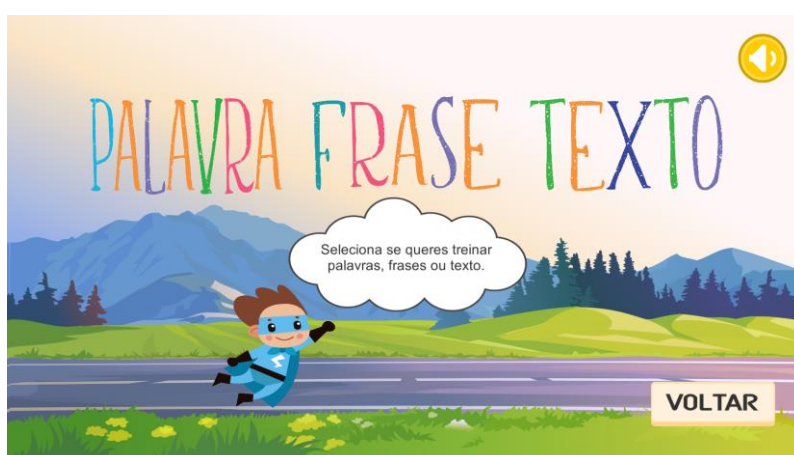 PALAVRA FRASE TEXTO
Seleciona se queres treinar
palavras, frases ou texto.
VOLTAR